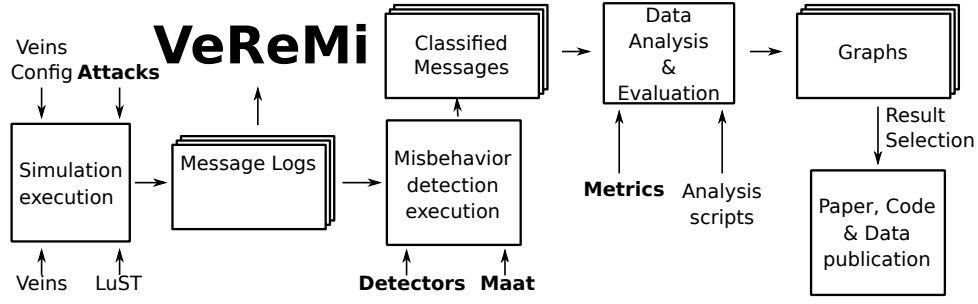 Veins
Config
Attacks
VeReMi
Classified
Messages
Data
Analysis
&
Evaluation
Graphs
Simulation
execution
Message Logs
Misbehavior
detection
execution
Metrics
Analysis
scripts
Result
Selection
Paper, Code
& Data
publication
Veins
LuST
Detectors
Maat